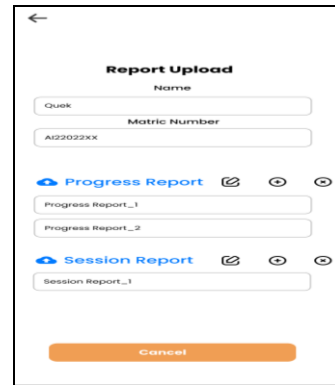 Report Upload
Name
Quek
Matric Number
AI22022XX
Progress Report
Progress Report_1
Progress Report_2
Session Report
Session Report_1
Cancel